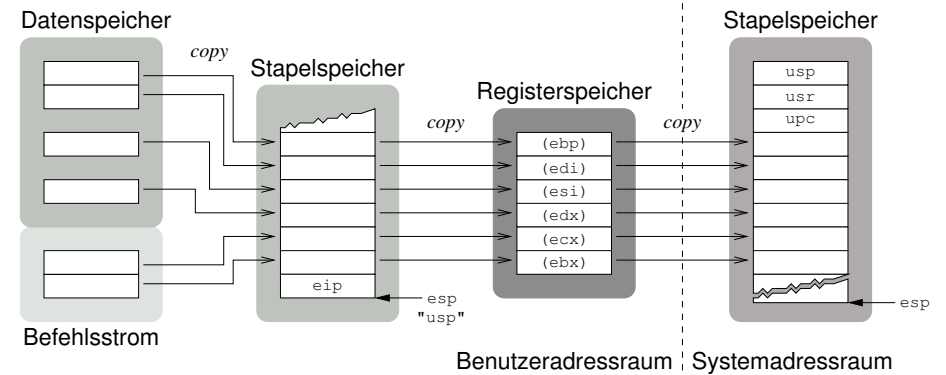 Datenspeicher
copy
Stapelspeicher
eip
esp
"usp"
Befehlsstrom
Registerspeicher
copy
(ebp)
(edi)
(esi)
(edx)
(ecx)
(ebx)
copy
Stapelspeicher
usp
usr
upc
esp
Benutzeradressraum
Systemadressraum